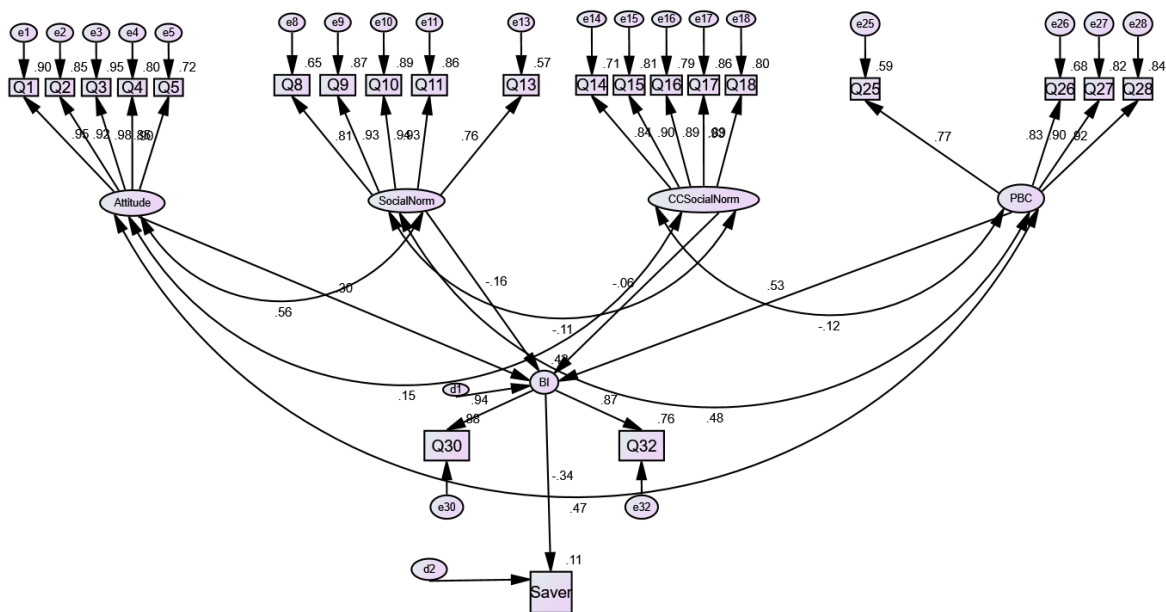 e1 e2 e3 e4 e5 e8 e9 e10 e11 e13 e14 e15 e16 e17 e18 e25 e26 e27 e28
.90 .85 .95 .80 .72 .65 .87 .89 .86 .57 .71 .81 .79 .86 .80 .59 .68 .82 .84
Q1 Q2 Q3 Q4 Q5 Q8 Q9 Q10 Q11 Q13 Q14 Q15 Q16 Q17 Q18 Q25 Q26 Q27 Q28
.95 .92 .98 .81 .93 .94 .93 .76 .84 .90 .89 .77 .83 .90 .92
Attitude SocialNorm CCSocialNorm PBC
-.16 -.06 .53
.30
.56 -.11 -.12
BI
d1 .15 .94 .87 .48
.88 .76
Q30 Q32
-.34
e30 e32 .47
.11
d2
Saver